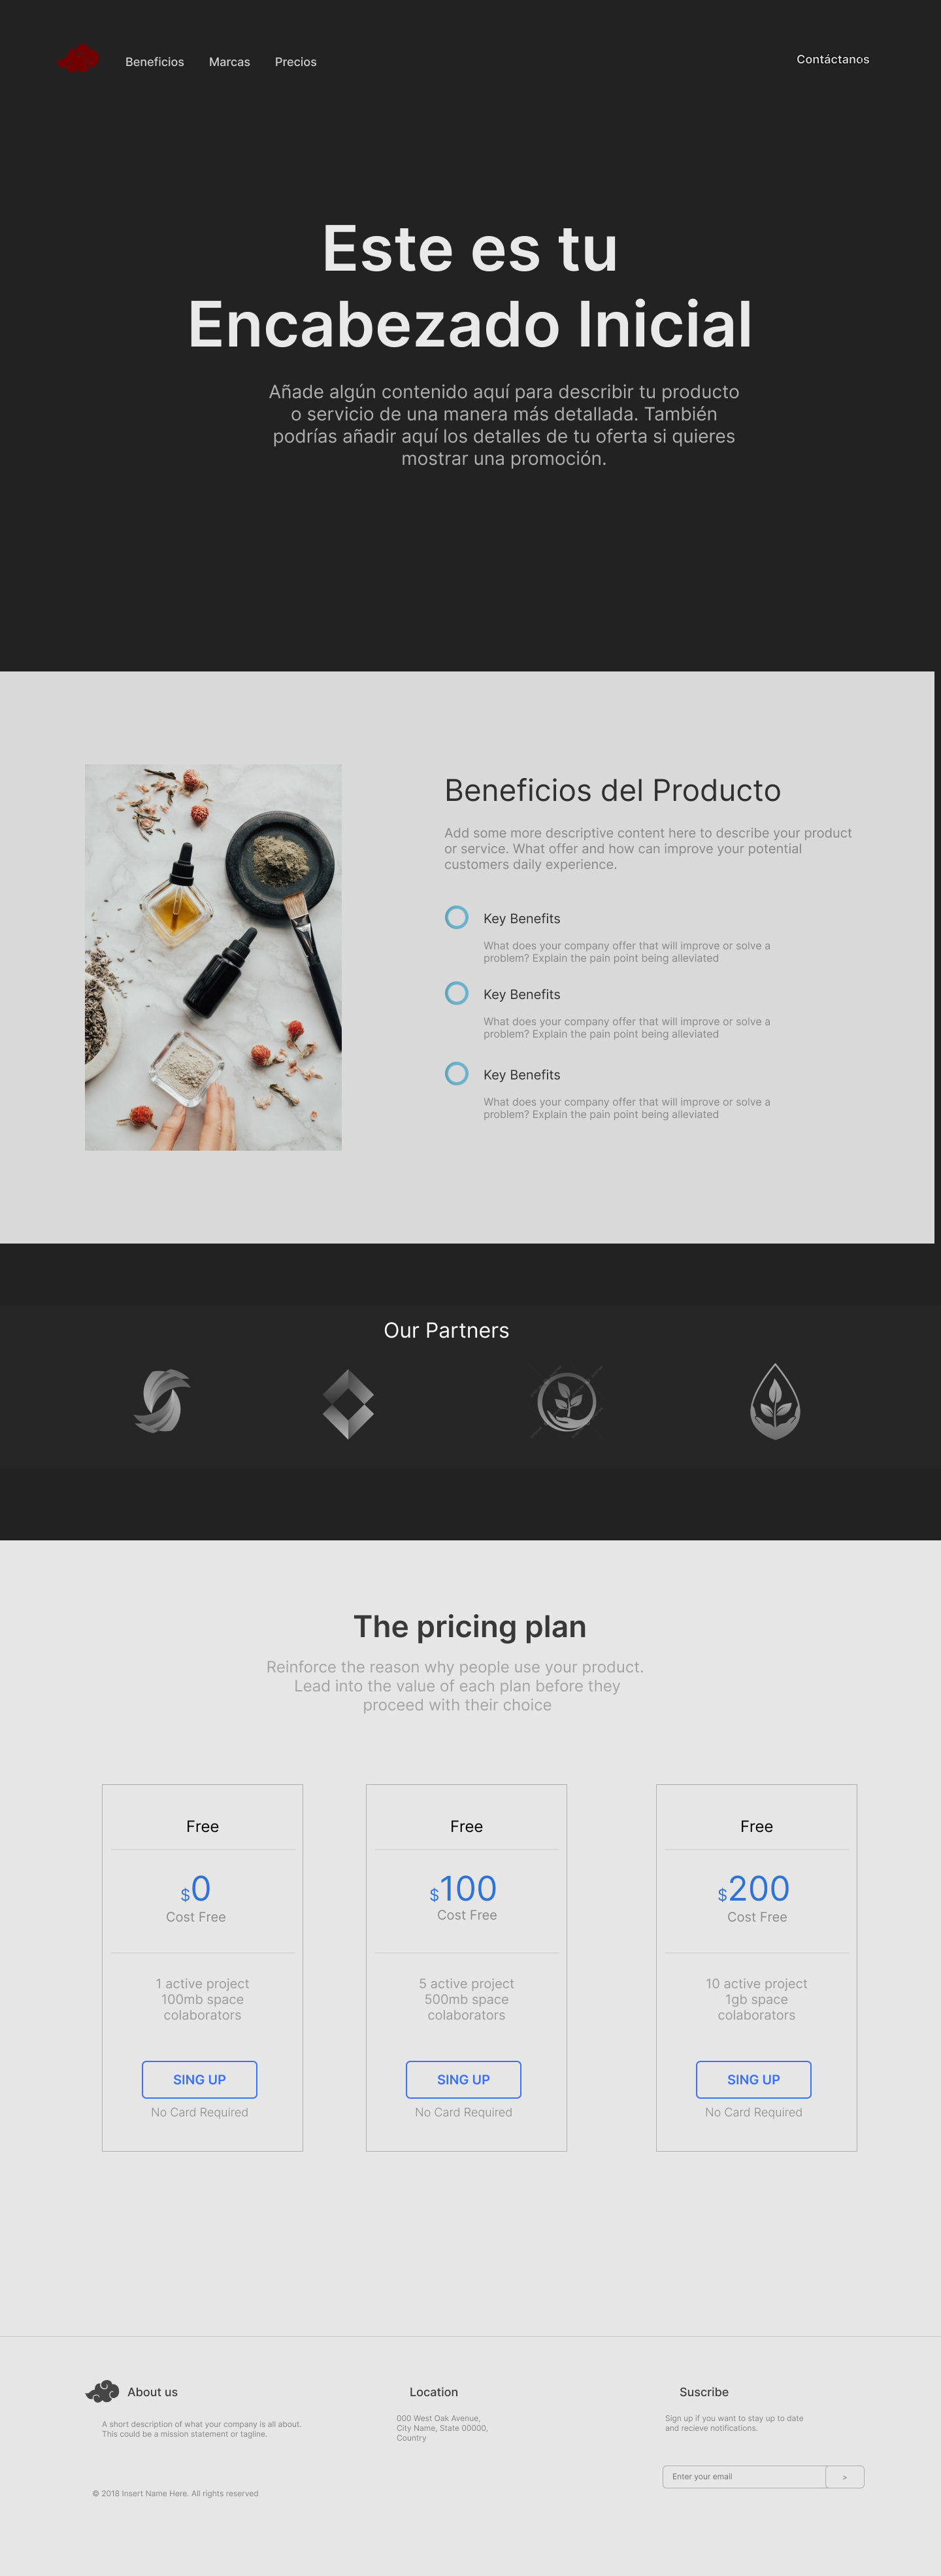 Beneficios Marcas Precios Contáctanos
Este es tu
Encabezado Inicial
Añade algún contenido aquí para describir tu producto
o servicio de una manera más detallada. También
podrías añadir aquí los detalles de tu oferta si quieres
mostrar una promoción.
Beneficios del Producto
Add some more descriptive content here to describe your product
or service. What offer and how can improve your potential
customers daily experience.
Key Benefits
What does your company offer that will improve or solve a
problem? Explain the pain point being alleviated
Key Benefits
What does your company offer that will improve or solve a
problem? Explain the pain point being alleviated
Key Benefits
What does your company offer that will improve or solve a
problem? Explain the pain point being alleviated
Our Partners
The pricing plan
Reinforce the reason why people use your product.
Lead into the value of each plan before they
proceed with their choice
Free
$0
Cost Free
1 active project
100mb space
colaborators
SING UP
No Card Required
Free
$100
Cost Free
5 active project
500mb space
colaborators
SING UP
No Card Required
Free
$200
Cost Free
10 active project
1gb space
colaborators
SING UP
No Card Required
About us
A short description of what your company is all about.
This could be a mission statement or tagline.
© 2018 Insert Name Here. All rights reserved
Location
000 West Oak Avenue,
City Name, State 00000,
Country
Suscribe
Sign up if you want to stay up to date
and recieve notifications.
Enter your email >